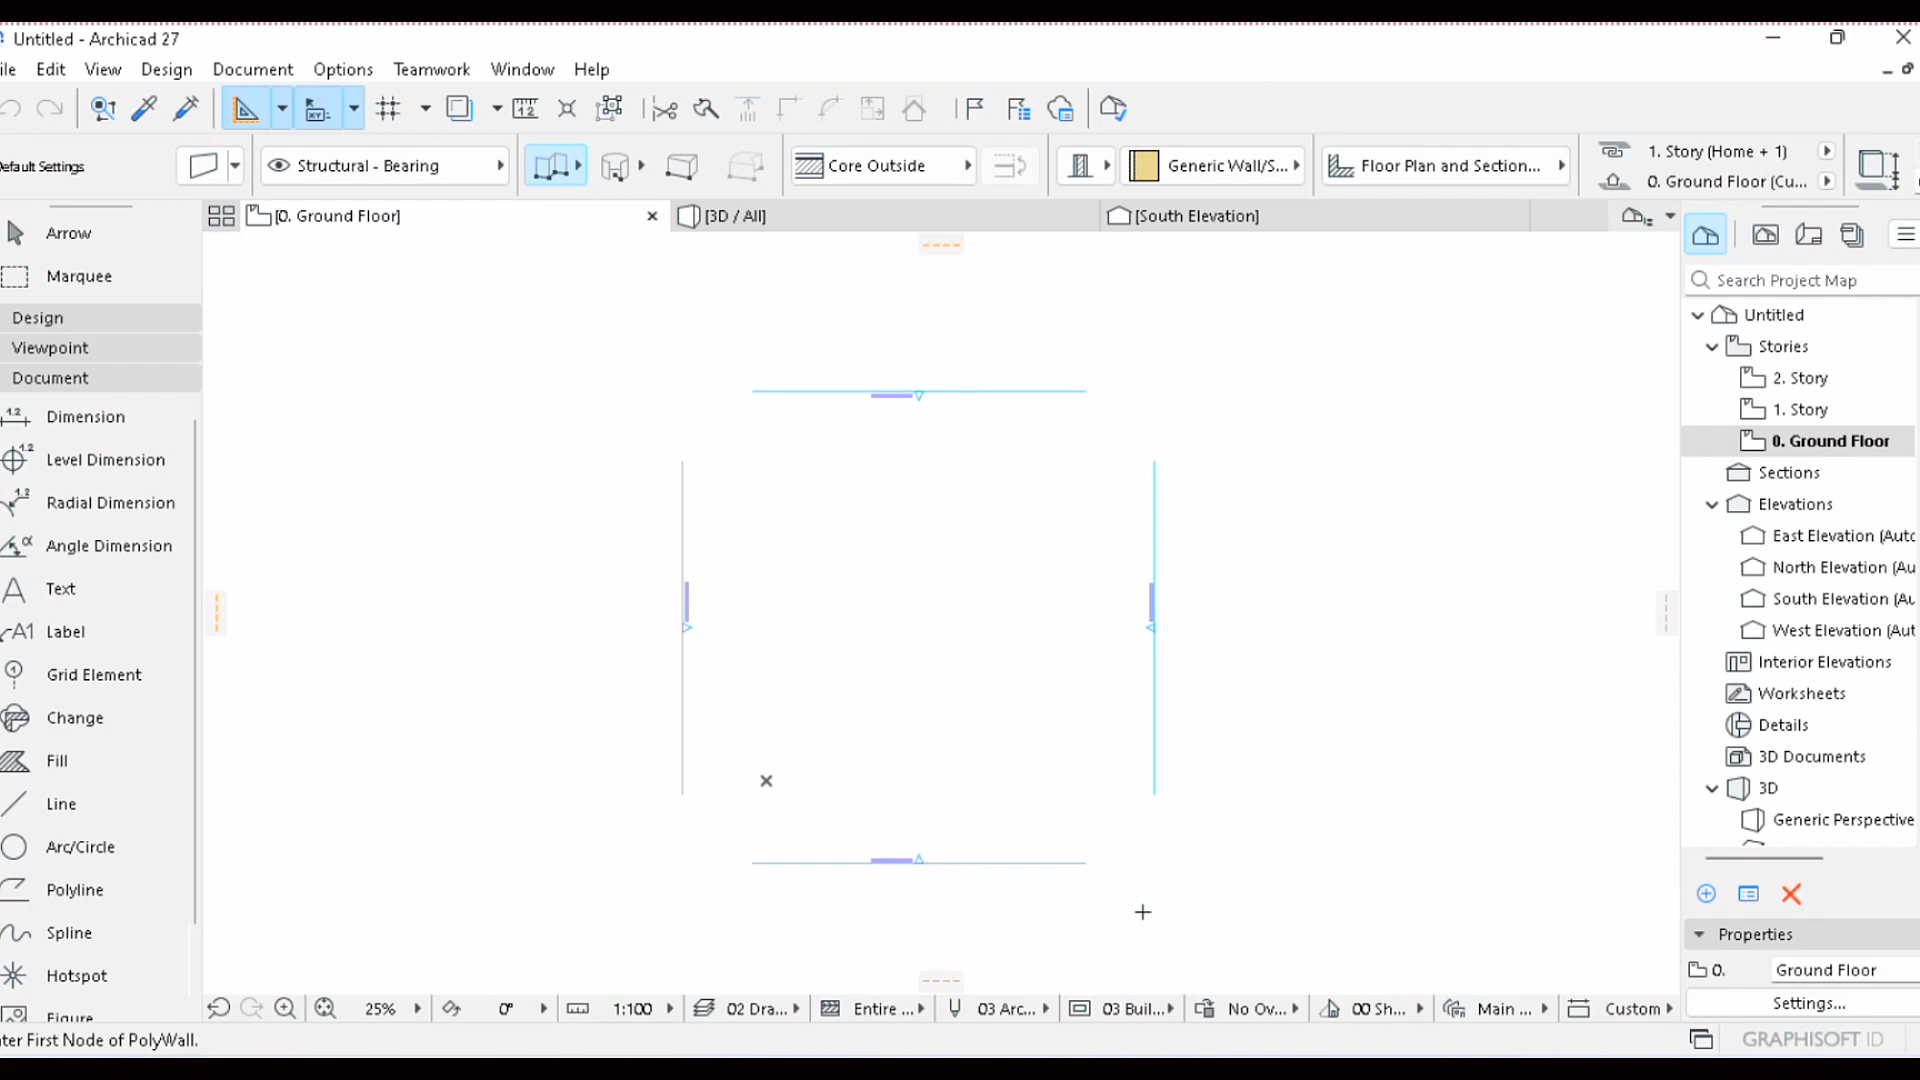 Untitled - Archicad 27
ile Edit View Design Document Options Teamwork Window Help
efault Settings
Structural - Bearing
Core Outside
Generic Wall/S...
Floor Plan and Section...
1. Story (Home + 1)
0. Ground Floor (Cu...
[0. Ground Floor]
[3D / All]
[South Elevation]
Arrow
Marquee
Design
Viewpoint
Document
Dimension
Level Dimension
Radial Dimension
Angle Dimension
Text
Label
Grid Element
Change
Fill
Line
Arc/Circle
Polyline
Spline
Hotspot
Figure
Search Project Map
Untitled
Stories
2. Story
1. Story
0. Ground Floor
Sections
Elevations
East Elevation (Autc
North Elevation (Au
South Elevation (Au
West Elevation (Aut
Interior Elevations
Worksheets
Details
3D Documents
3D
Generic Perspective
Properties
0. Ground Floor
Settings...
25% 0° 1:100 02 Dra... Entire ... 03 Arc... 03 Buil... No Ov... 00 Sh... Main ... Custom
ter First Node of PolyWall.
GRAPHISOFT ID